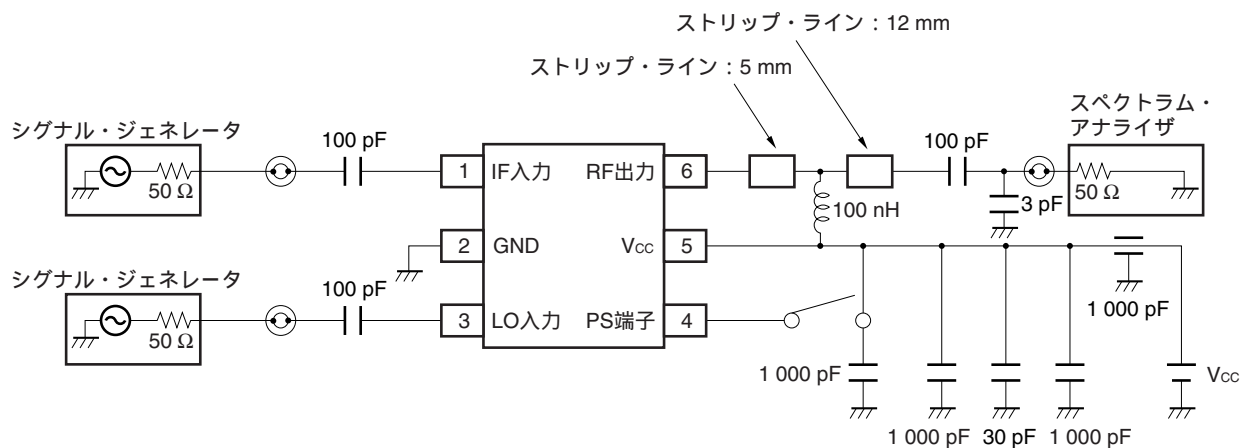 ストリップ・ライン：12 mm
ストリップ・ライン：5 mm
シグナル・ジェネレータ
50 Ω
100 pF
1
IF入力
RF出力
6
100 nH
100 pF
3 pF
スペクトラム・
アナライザ
50 Ω
2
GND
VCC
5
シグナル・ジェネレータ
50 Ω
100 pF
3
LO入力
PS端子
4
1 000 pF
1 000 pF
1 000 pF
30 pF
1 000 pF
VCC